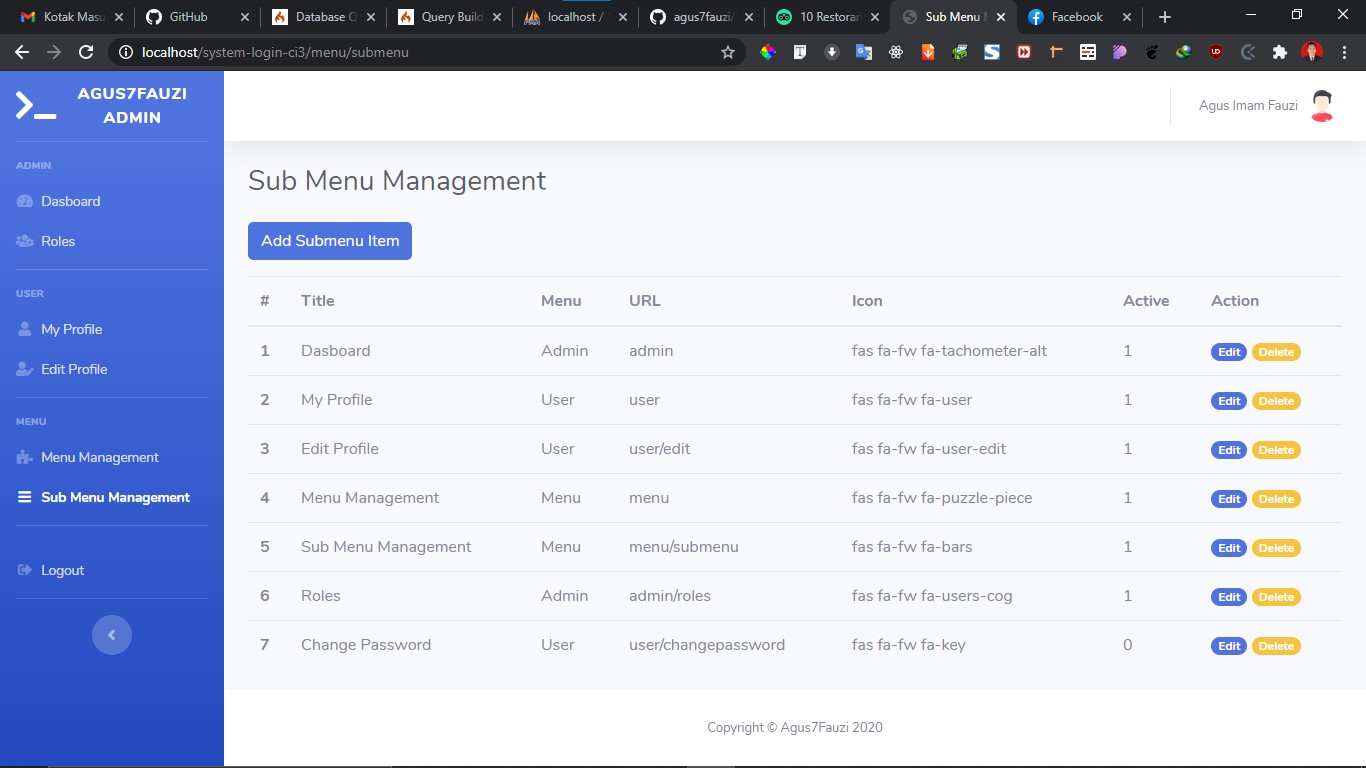 Kotak Masu
GitHub
Database Q
Query Build
localhost /
agus7fauzi/
10 Restoran
Sub Menu M
Facebook
localhost/system-login-ci3/menu/submenu
AGUS7FAUZI
ADMIN
Agus Imam Fauzi
ADMIN
Dasboard
Roles
USER
My Profile
Edit Profile
MENU
Menu Management
Sub Menu Management
Logout
Sub Menu Management
Add Submenu Item
# Title Menu URL Icon Active Action
1 Dasboard Admin admin fas fa-fw fa-tachometer-alt 1 Edit Delete
2 My Profile User user fas fa-fw fa-user 1 Edit Delete
3 Edit Profile User user/edit fas fa-fw fa-user-edit 1 Edit Delete
4 Menu Management Menu menu fas fa-fw fa-puzzle-piece 1 Edit Delete
5 Sub Menu Management Menu menu/submenu fas fa-fw fa-bars 1 Edit Delete
6 Roles Admin admin/roles fas fa-fw fa-users-cog 1 Edit Delete
7 Change Password User user/changepassword fas fa-fw fa-key 0 Edit Delete
Copyright © Agus7Fauzi 2020